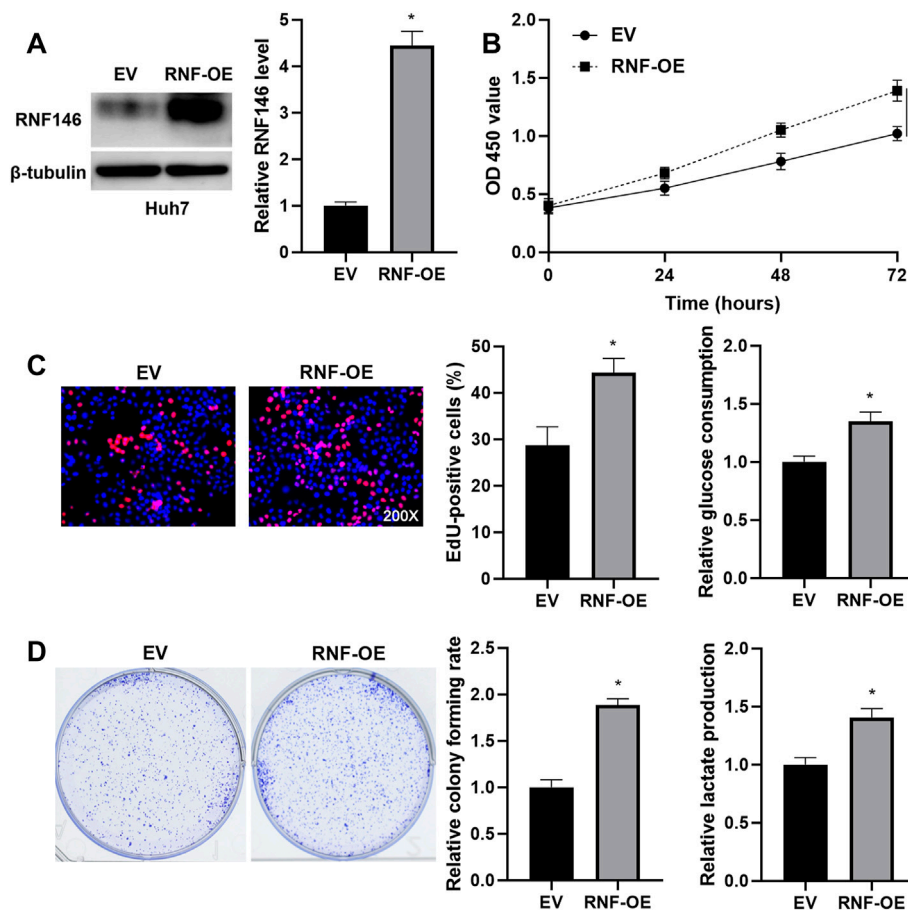 A
EV RNF-OE
RNF146
β-tubulin
Huh7
Relative RNF146 level
5
4
3
2
1
0
EV RNF-OE
*
B
EV
RNF-OE
OD 450 value
2.0
1.5
1.0
0.5
0.0
0 24 48 72
Time (hours)
C
EV RNF-OE
200X
EdU-positive cells (%)
50
40
30
20
10
0
EV RNF-OE
*
Relative glucose consumption
2.0
1.5
1.0
0.5
0.0
EV RNF-OE
*
D
EV RNF-OE
Relative colony forming rate
2.5
2.0
1.5
1.0
0.5
0.0
EV RNF-OE
*
Relative lactate production
2.0
1.5
1.0
0.5
0.0
EV RNF-OE
*